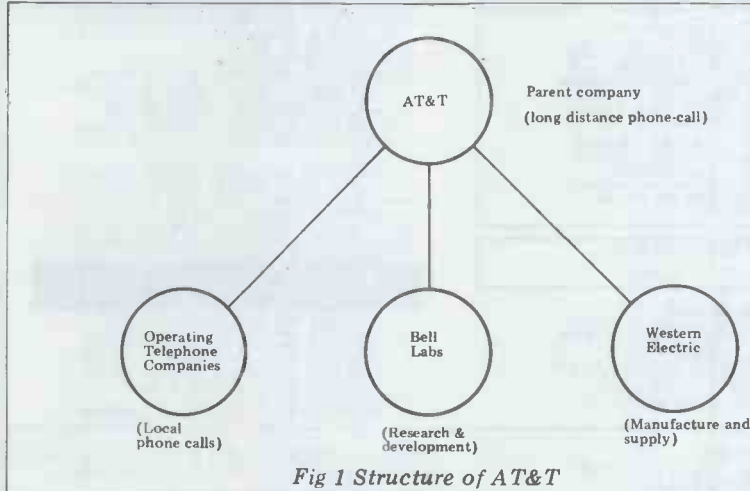 AT&T
Parent company
(long distance phone-call)
Operating
Telephone
Companies
(Local
phone calls)
Bell
Labs
(Research &
development)
Western
Electric
(Manufacture and
supply)
Fig 1 Structure of AT&T